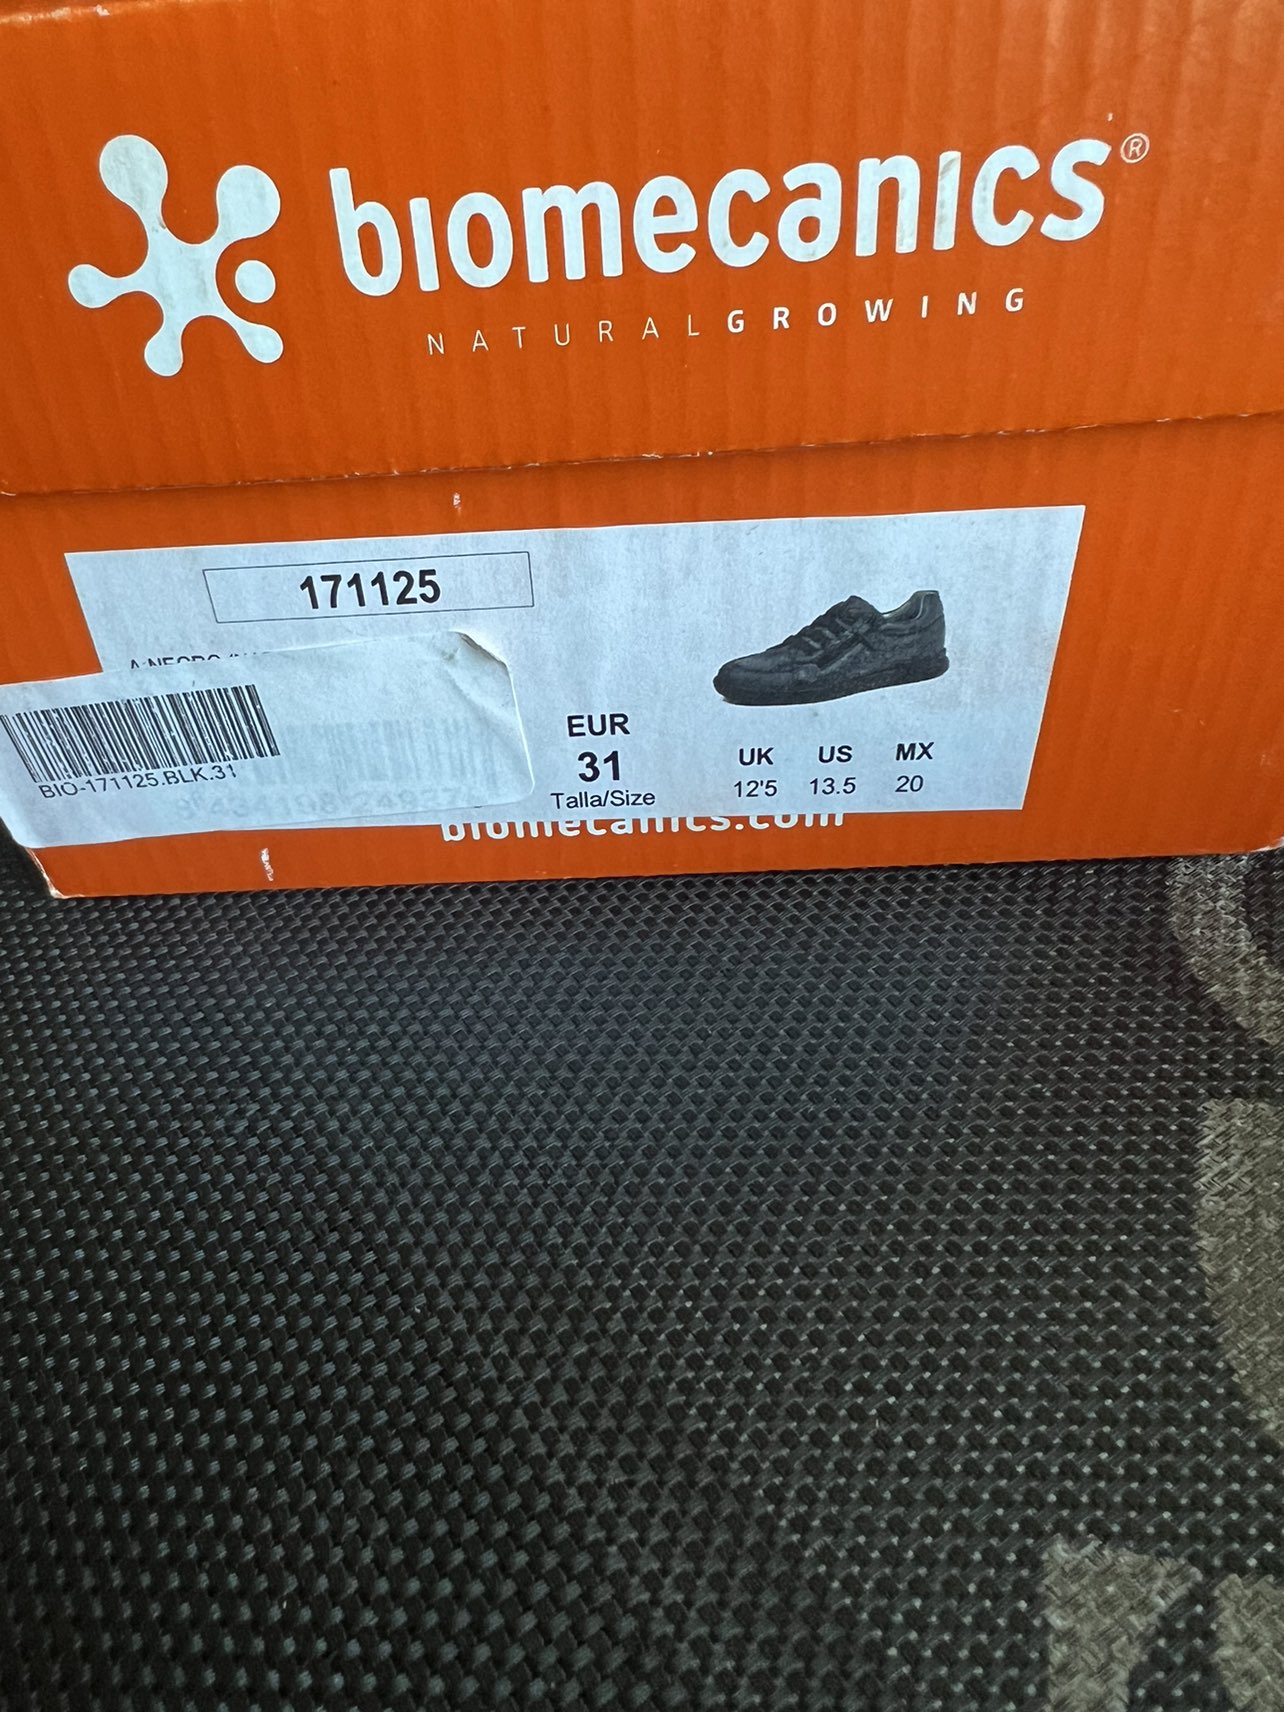 biomecanics®
NATURALGROWING
171125
A-NEGRO
BIO-171125.BLK.31
EUR
31
Talla/Size
UK US MX
12'5 13.5 20
biomecanics.com